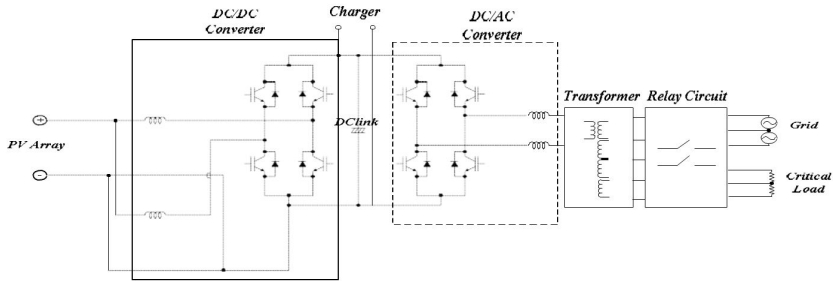 DC/DC
Converter
Charger
DC/AC
Converter
Transformer
Relay Circuit
DClink
PV Array
+
-
Grid
Critical
Load